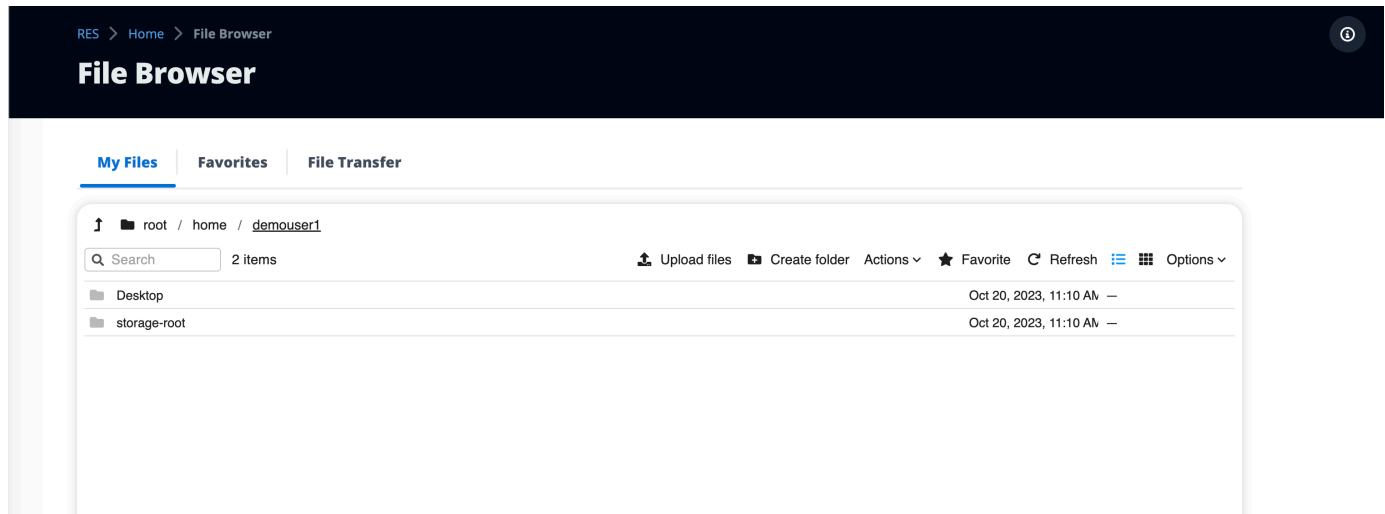 RES > Home > File Browser
File Browser
My Files Favorites File Transfer
root / home / demouser1
Search 2 items Upload files Create folder Actions Favorite Refresh Options
Desktop Oct 20, 2023, 11:10 AM —
storage-root Oct 20, 2023, 11:10 AM —